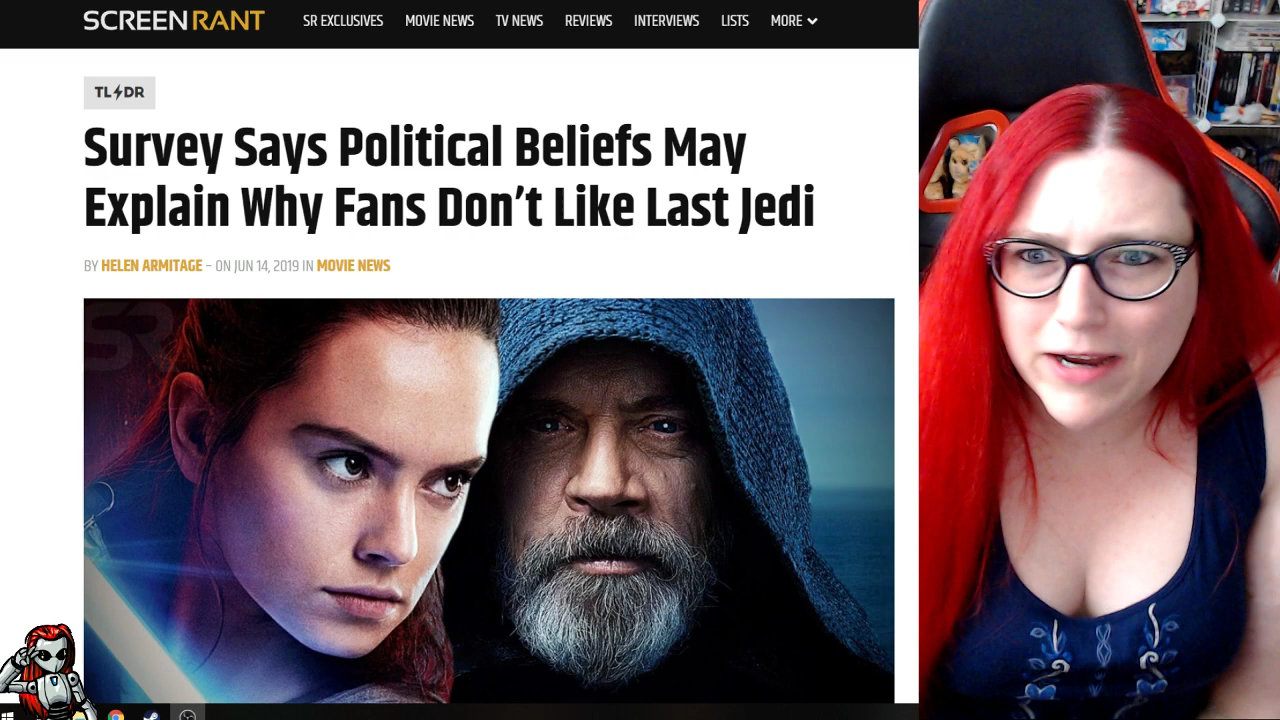 SCREEN RANT
SR EXCLUSIVES MOVIE NEWS TV NEWS REVIEWS INTERVIEWS LISTS MORE
TL DR
Survey Says Political Beliefs May
Explain Why Fans Don’t Like Last Jedi
BY HELEN ARMITAGE – ON JUN 14, 2019 IN MOVIE NEWS
SR